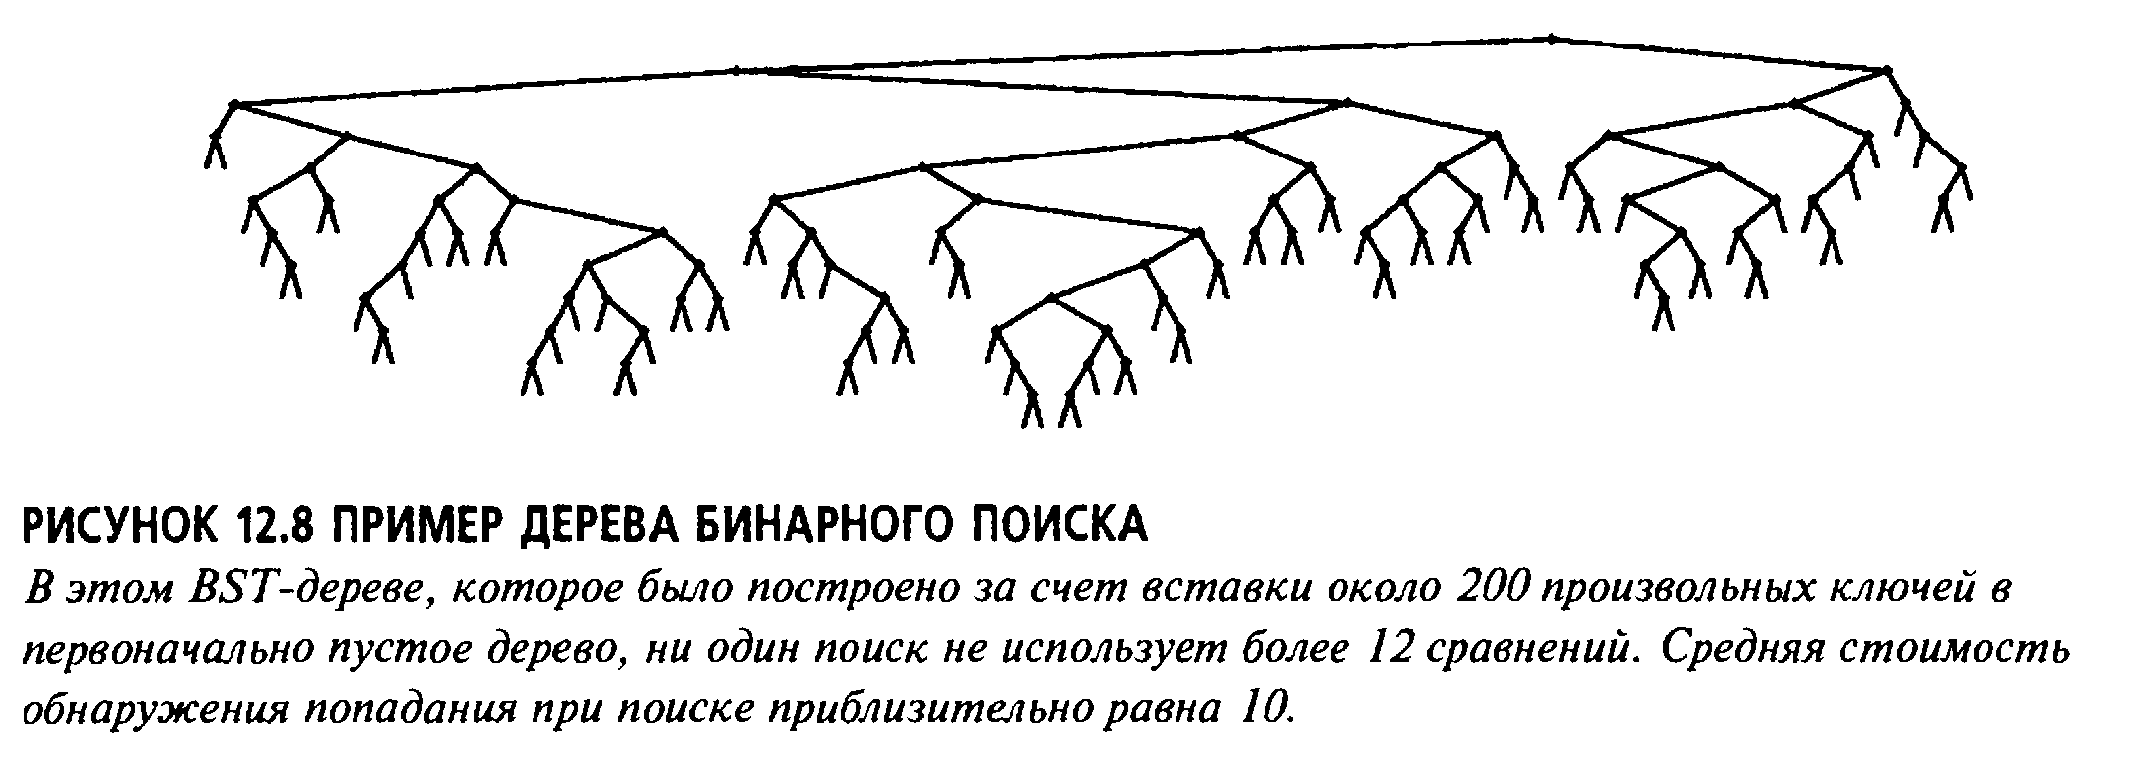 РИСУНОК 12.8 ПРИМЕР ДЕРЕВА БИНАРНОГО ПОИСКА
В этом BST-дереве, которое было построено за счет вставки около 200 произвольных ключей в
первоначально пустое дерево, ни один поиск не использует более 12 сравнений. Средняя стоимость
обнаружения попадания при поиске приблизительно равна 10.